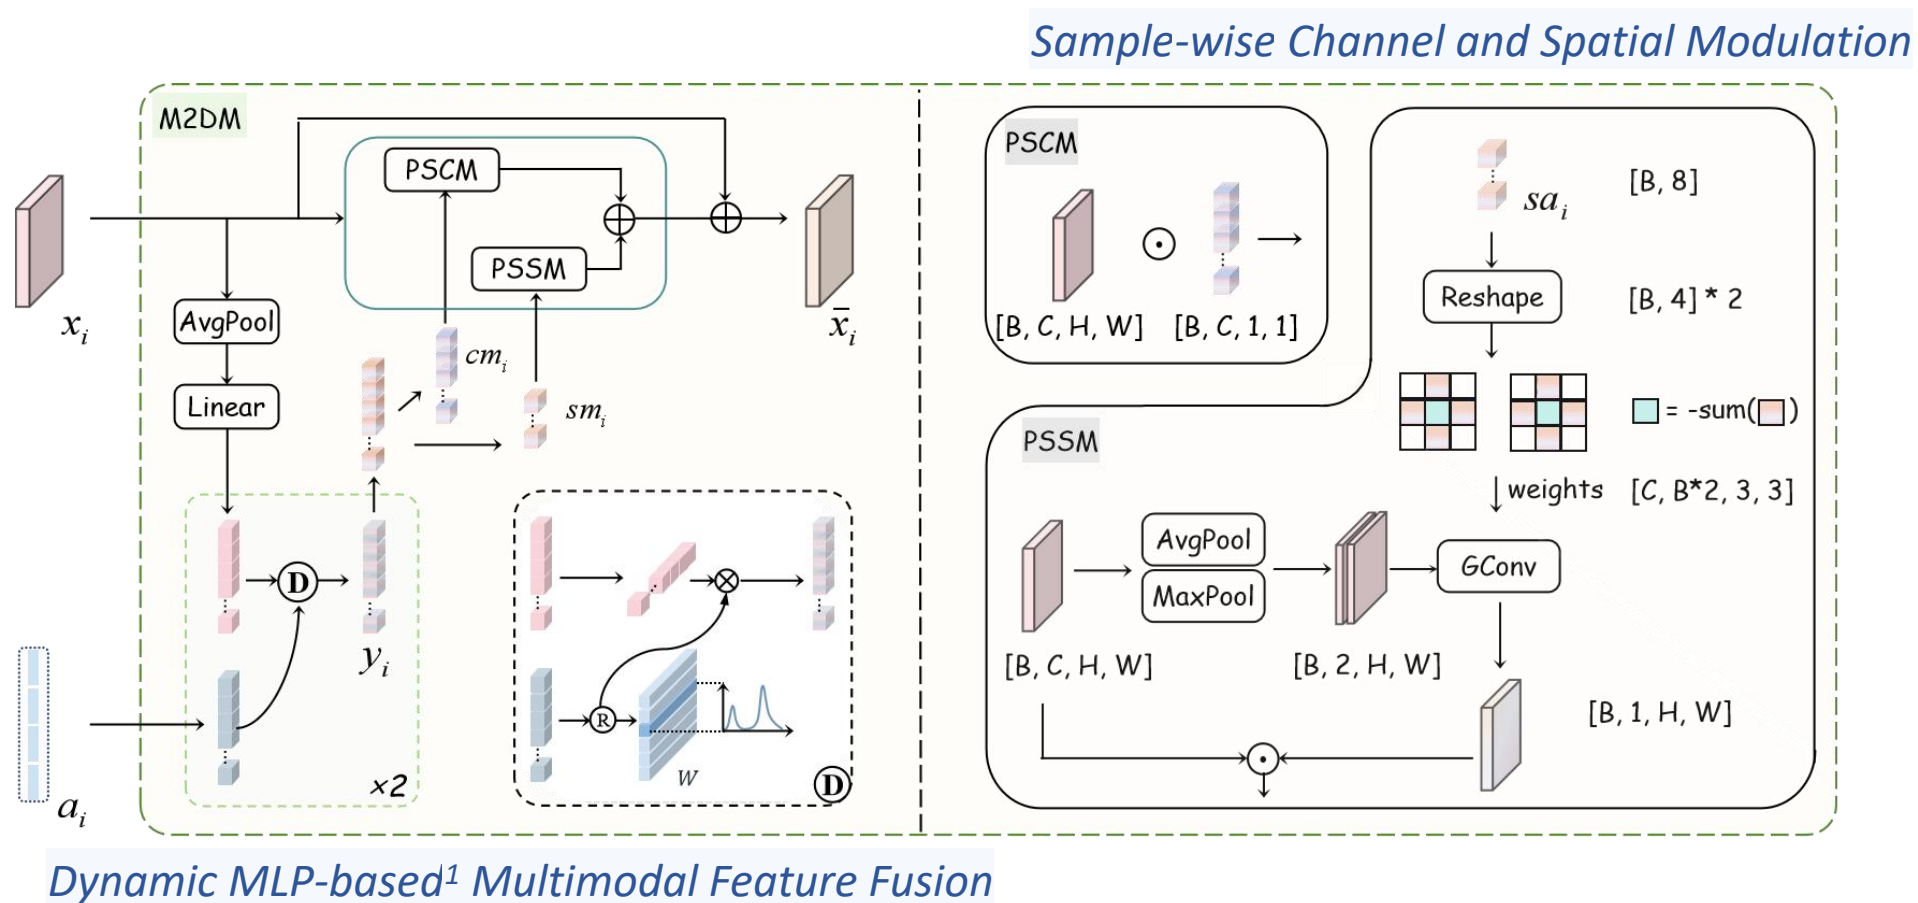 Sample-wise Channel and Spatial Modulation
M2DM
PSCM
PSSM
x_i
AvgPool
Linear
cm_i
sm_i
x̄_i
D
y_i
×2
a_i
R
W
D
PSCM
[B, C, H, W]
[B, C, 1, 1]
sa_i
[B, 8]
Reshape
[B, 4] * 2
= -sum( )
weights
[C, B*2, 3, 3]
PSSM
AvgPool
MaxPool
GConv
[B, C, H, W]
[B, 2, H, W]
[B, 1, H, W]
Dynamic MLP-based¹ Multimodal Feature Fusion